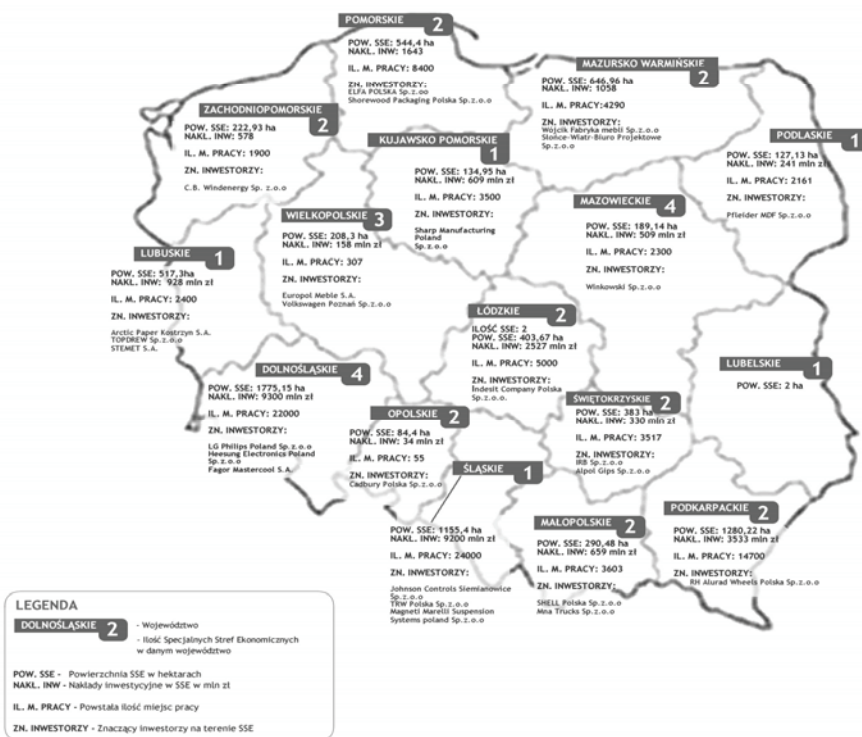 POMORSKIE 2
POW. SSE: 544,4 ha
NAKŁ. INW: 1643
IL. M. PRACY: 8400
ZN. INWESTORZY:
ELFA POLSKA Sp.z.oo
Shorewood Packaging Polska Sp.z.o.o
MAZURSKO WARMIŃSKIE 2
POW. SSE: 646,96 ha
NAKŁ. INW: 1058
IL. M. PRACY:4290
ZN. INWESTORZY:
Wójcik Fabryka mebli Sp.z.o.o
Słońce-Wiatr-Biuro Projektowe
Sp.z.o.o
ZACHODNIOPOMORSKIE 2
POW. SSE: 222,93 ha
NAKŁ. INW: 578
IL. M. PRACY: 1900
ZN. INWESTORZY:
C.B. Windenergy Sp. z.o.o
KUJAWSKO POMORSKIE 1
POW. SSE: 134,95 ha
NAKŁ. INW: 609 mln zł
IL. M. PRACY: 3500
ZN. INWESTORZY:
Sharp Manufacturing
Poland
Sp.z.o.o
PODLASKIE 1
POW. SSE: 127,13 ha
NAKŁ. INW: 241 mln zł
IL. M. PRACY: 2161
ZN. INWESTORZY:
Pfleider MDF Sp.z.o.o
WIELKOPOLSKIE 3
POW. SSE: 208,3 ha
NAKŁ. INW: 158 mln zł
IL. M. PRACY: 307
ZN. INWESTORZY:
Europol Meble S.A.
Volkswagen Poznań Sp.z.o.o
MAZOWIECKIE 4
POW. SSE: 189,14 ha
NAKŁ. INW: 509 mln zł
IL. M. PRACY: 2300
ZN. INWESTORZY:
Winkowski Sp.z.o.o
LUBUSKIE 1
POW. SSE: 517,3ha
NAKŁ. INW: 928 mln zł
IL. M. PRACY: 2400
ZN. INWESTORZY:
Arctic Paper Kostrzyn S.A.
TOPDREW Sp.z.o.o
STEMET S.A.
ŁÓDZKIE 2
ILOŚĆ SSE: 2
POW. SSE: 403,67 ha
NAKŁ. INW: 2527 mln zł
IL. M. PRACY: 5000
ZN. INWESTORZY:
Indesit Company Polska
Sp.z.o.o.
LUBELSKIE 1
POW. SSE: 2 ha
DOLNOŚLĄSKIE 4
POW. SSE: 1775,15 ha
NAKŁ. INW: 9300 mln zł
IL. M. PRACY: 22000
ZN. INWESTORZY:
LG Philips Poland Sp.z.o.o
Heesung Electronics Poland
Sp.z.o.o
Fagor Mastercool S.A.
OPOLSKIE 2
POW. SSE: 84,4 ha
NAKŁ. INW: 34 mln zł
IL. M. PRACY: 55
ZN. INWESTORZY:
Cadbury Polska Sp.z.o.o
ŚWIĘTOKRZYSKIE 2
POW. SSE: 383 ha
NAKŁ. INW: 330 mln zł
IL. M. PRACY: 3517
ZN. INWESTORZY:
IRB Sp.z.o.o
Alpol Gips Sp.z.o.o
ŚLĄSKIE 1
POW. SSE: 1155,4 ha
NAKŁ. INW: 9200 mln zł
IL. M. PRACY: 24000
ZN. INWESTORZY:
Johnson Controls Siemianowice
Sp.z.o.o
TRW Polska Sp.z.o.o
Magneti Marelli Suspension
Systems poland Sp.z.o.o
MAŁOPOLSKIE 2
POW. SSE: 290,48 ha
NAKŁ. INW: 659 mln zł
IL. M. PRACY: 3603
ZN. INWESTORZY:
SHELL Polska Sp.z.o.o
Mna Trucks Sp.z.o.o
PODKARPACKIE 2
POW. SSE: 1280,22 ha
NAKŁ. INW: 3533 mln zł
IL. M. PRACY: 14700
ZN. INWESTORZY:
RH Alurad Wheels Polska Sp.z.o.o
LEGENDA
DOLNOŚLĄSKIE 2
- Województwo
- Ilość Specjalnych Stref Ekonomicznych
w danym województwo
POW. SSE - Powierzchnia SSE w hektarach
NAKŁ. INW - Nakłady inwestycyjne w SSE w mln zł
IL. M. PRACY - Powstała ilość miejsc pracy
ZN. INWESTORZY - Znaczący inwestorzy na terenie SSE